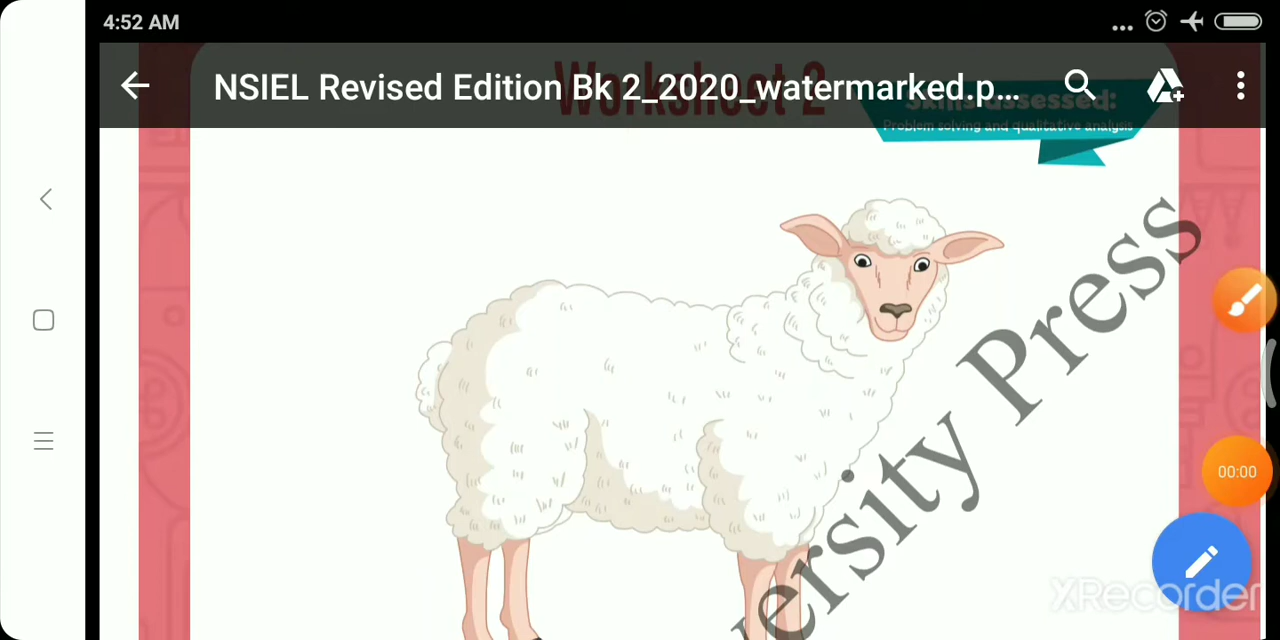 4:52 AM
NSIEL Revised Edition Bk 2_2020_watermarked.p...
Worksheet 2
Skills assessed:
Problem solving and qualitative analysis
ersity Press
00:00
XRecorder